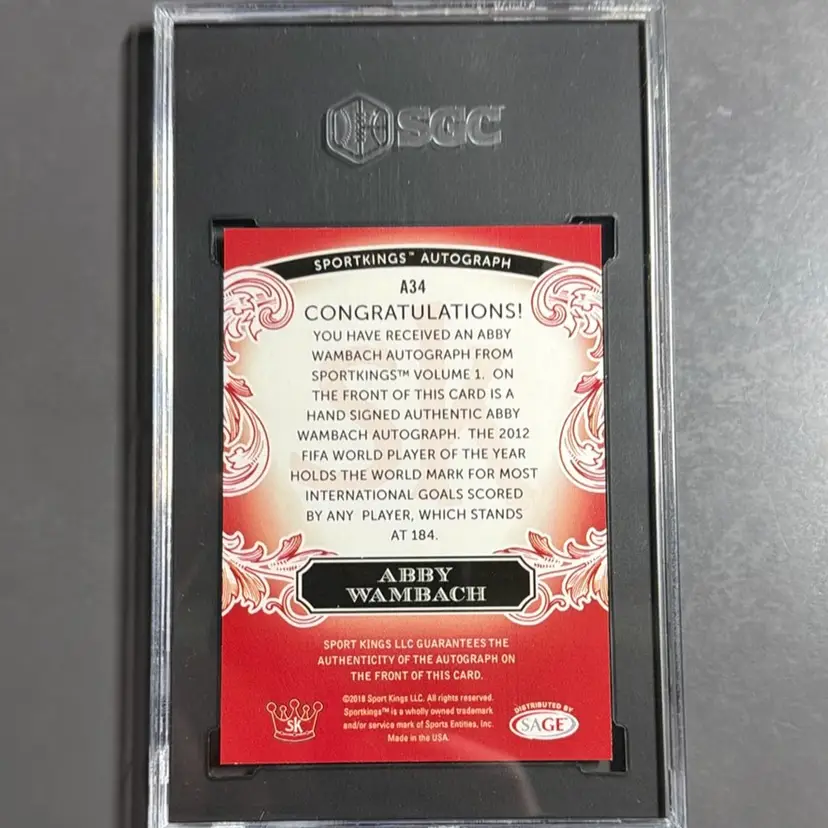 SGC
SPORTKINGS™ AUTOGRAPH
A34
CONGRATULATIONS!
YOU HAVE RECEIVED AN ABBY
WAMBACH AUTOGRAPH FROM
SPORTKINGS™ VOLUME 1. ON
THE FRONT OF THIS CARD IS A
HAND SIGNED AUTHENTIC ABBY
WAMBACH AUTOGRAPH. THE 2012
FIFA WORLD PLAYER OF THE YEAR
HOLDS THE WORLD MARK FOR MOST
INTERNATIONAL GOALS SCORED
BY ANY PLAYER, WHICH STANDS
AT 184.
ABBY
WAMBACH
SPORT KINGS LLC GUARANTEES THE
AUTHENTICITY OF THE AUTOGRAPH ON
THE FRONT OF THIS CARD.
©2018 Sport Kings LLC. All rights reserved.
Sportkings™ is a wholly owned trademark
and/or service mark of Sports Entities, Inc.
Made in the USA.
SK
DISTRIBUTED BY
SAGE